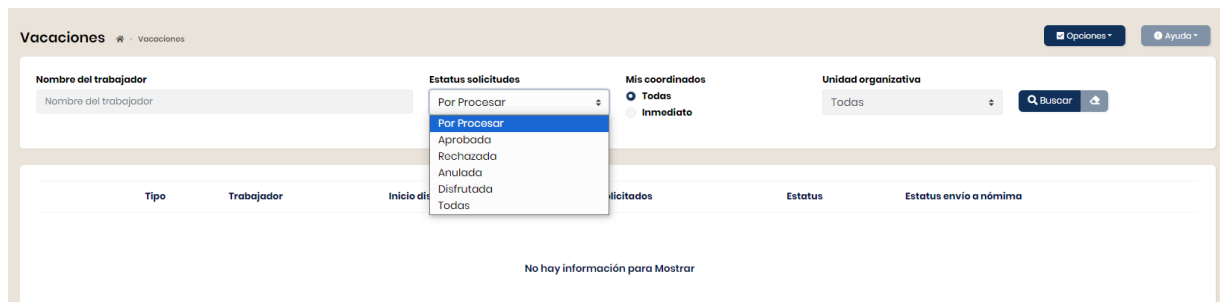 Vacaciones - Vacaciones
Opciones
Ayuda
Nombre del trabajador
Nombre del trabajador
Estatus solicitudes
Por Procesar
Por Procesar
Aprobada
Rechazada
Anulada
Disfrutada
Todas
Mis coordinados
Todas
Inmediato
Unidad organizativa
Todas
Buscar
Tipo Trabajador Inicio dis licitados Estatus Estatus envío a nómima
No hay información para Mostrar